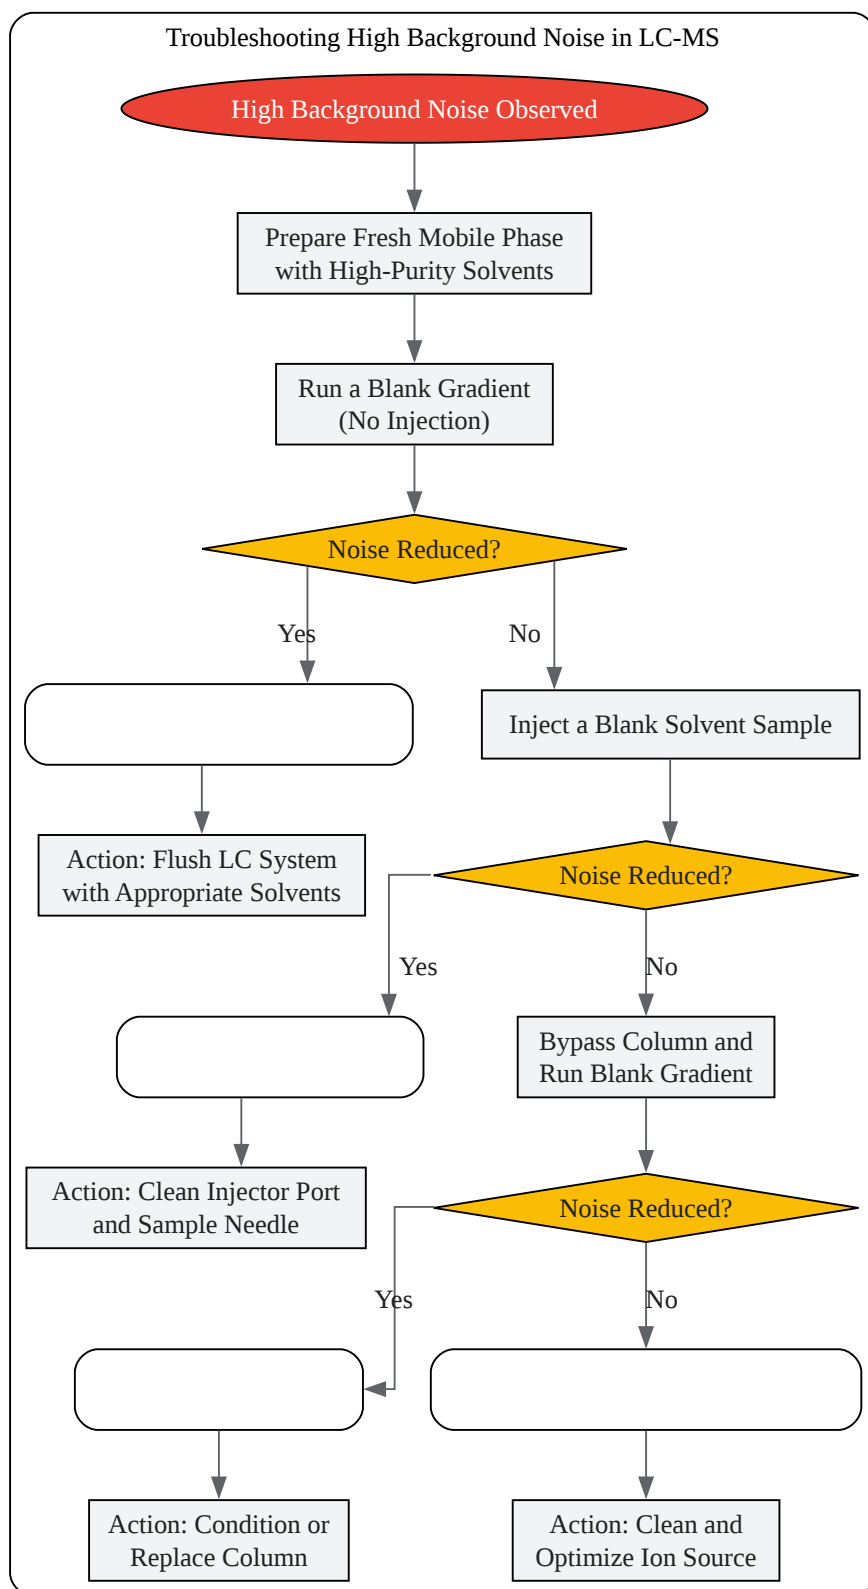 Troubleshooting High Background Noise in LC-MS
High Background Noise Observed
Prepare Fresh Mobile Phase
with High-Purity Solvents
Run a Blank Gradient
(No Injection)
Noise Reduced?
Yes
No
Inject a Blank Solvent Sample
Action: Flush LC System
with Appropriate Solvents
Noise Reduced?
Yes
No
Bypass Column and
Run Blank Gradient
Action: Clean Injector Port
and Sample Needle
Noise Reduced?
Yes
No
Action: Condition or
Replace Column
Action: Clean and
Optimize Ion Source